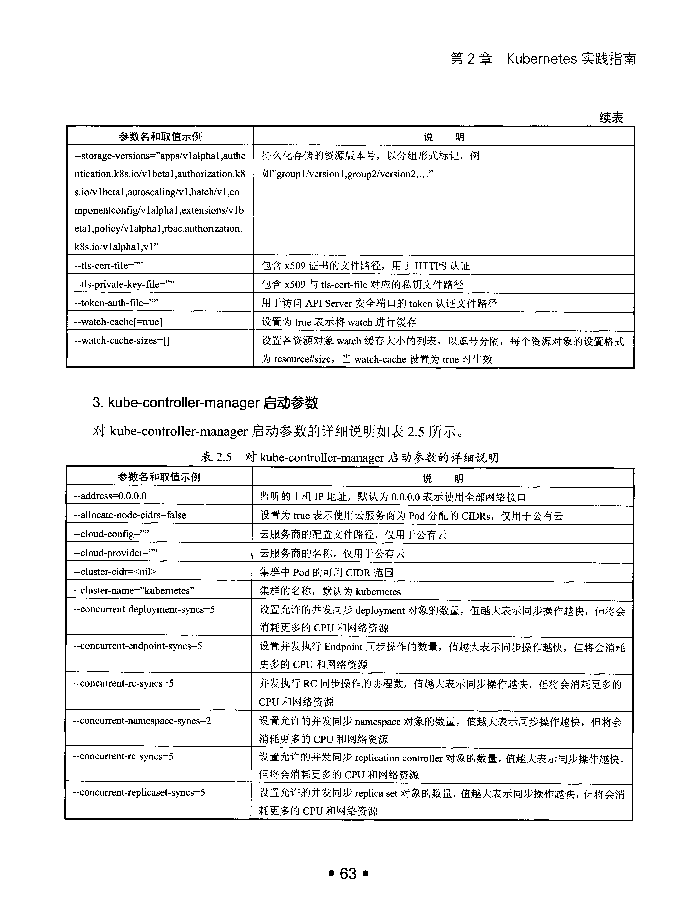 第 2 章 Kubernetes 实践指南
续表
参数名和取值示例 说 明
--storage-versions="apps/v1alpha1,authe 持久化存储的资源版本号，以分组形式标记，例
ntication.k8s.io/v1beta1,authorization.k8 如"group1/version1,group2/version2,…"
s.io/v1beta1,autoscaling/v1,batch/v1,co
mponentconfig/v1alpha1,extensions/v1b
eta1,policy/v1alpha1,rbac.authorization.
k8s.io/v1alpha1,v1"
--tls-cert-file="" 包含 x509 证书的文件路径，用于 HTTPS 认证
--tls-private-key-file="" 包含 x509 与 tls-cert-file 对应的私钥文件路径
--token-auth-file="" 用于访问 API Server 安全端口的 token 认证文件路径
--watch-cache[=true] 设置为 true 表示将 watch 进行缓存
--watch-cache-sizes=[] 设置各资源对象 watch 缓存大小的列表，以逗号分隔，每个资源对象的设置格式
为 resource#size，当 watch-cache 设置为 true 时生效
3. kube-controller-manager 启动参数
对 kube-controller-manager 启动参数的详细说明如表 2.5 所示。
表 2.5 对 kube-controller-manager 启动参数的详细说明
参数名和取值示例 说 明
--address=0.0.0.0 监听的主机 IP 地址，默认为 0.0.0.0 表示使用全部网络接口
--allocate-node-cidrs=false 设置为 true 表示使用云服务商为 Pod 分配的 CIDRs，仅用于公有云
--cloud-config="" 云服务商的配置文件路径，仅用于公有云
--cloud-provider="" 云服务商的名称，仅用于公有云
--cluster-cidr=<nil> 集群中 Pod 的可用 CIDR 范围
--cluster-name="kubernetes" 集群的名称，默认为 kubernetes
--concurrent-deployment-syncs=5 设置允许的并发同步 deployment 对象的数量，值越大表示同步操作越快，但将会
消耗更多的 CPU 和网络资源
--concurrent-endpoint-syncs=5 设置并发执行 Endpoint 同步操作的数量，值越大表示同步操作越快，但将会消耗
更多的 CPU 和网络资源
--concurrent-rc-syncs=5 并发执行 RC 同步操作的协程数，值越大表示同步操作越快，但将会消耗更多的
CPU 和网络资源
--concurrent-namespace-syncs=2 设置允许的并发同步 namespace 对象的数量，值越大表示同步操作越快，但将会
消耗更多的 CPU 和网络资源
--concurrent-rc-syncs=5 设置允许的并发同步 replication controller 对象的数量，值越大表示同步操作越快，
但将会消耗更多的 CPU 和网络资源
--concurrent-replicaset-syncs=5 设置允许的并发同步 replica set 对象的数量，值越大表示同步操作越快，但将会消
耗更多的 CPU 和网络资源
• 63 •